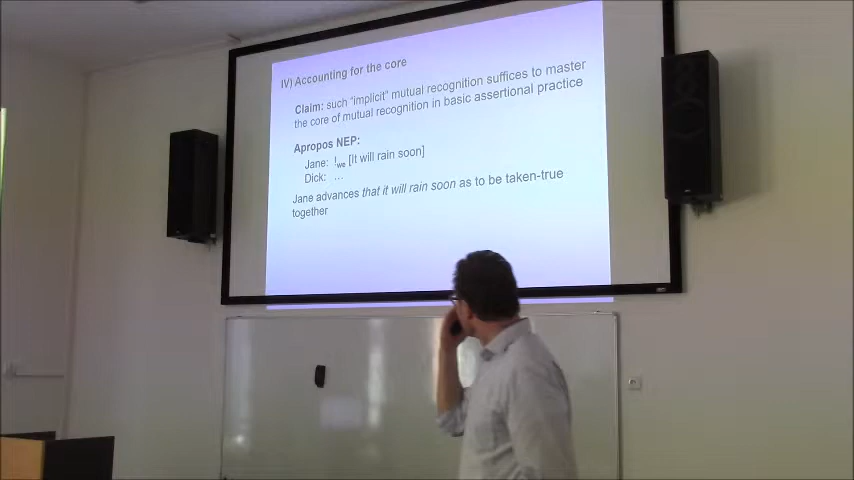 IV) Accounting for the core
Claim: such "implicit" mutual recognition suffices to master
the core of mutual recognition in basic assertional practice
Apropos NEP:
Jane: !we [It will rain soon]
Dick: ...
Jane advances that it will rain soon as to be taken-true
together